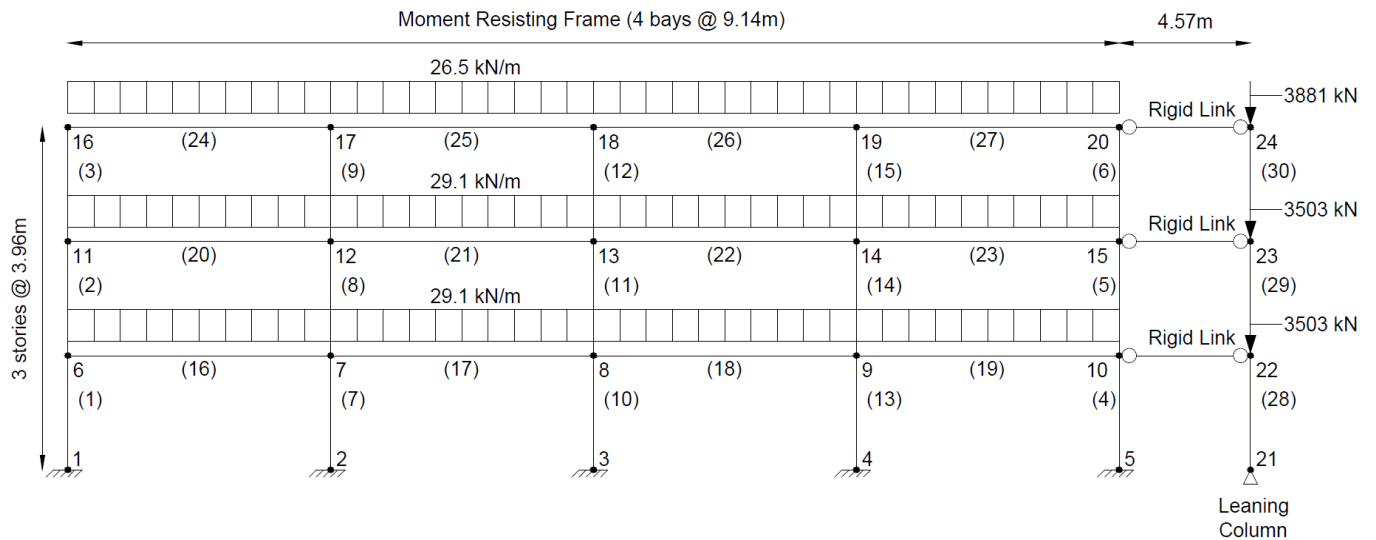 Moment Resisting Frame (4 bays @ 9.14m)
4.57m
26.5 kN/m
3881 kN
Rigid Link
16 (24) 17 (25) 18 (26) 19 (27) 20 24
(3) (9) (12) (15) (6) (30)
29.1 kN/m
3503 kN
Rigid Link
11 (20) 12 (21) 13 (22) 14 (23) 15 23
(2) (8) (11) (14) (5) (29)
29.1 kN/m
3503 kN
Rigid Link
6 (16) 7 (17) 8 (18) 9 (19) 10 22
(1) (7) (10) (13) (4) (28)
3 stories @ 3.96m
1 2 3 4 5 21
Leaning
Column